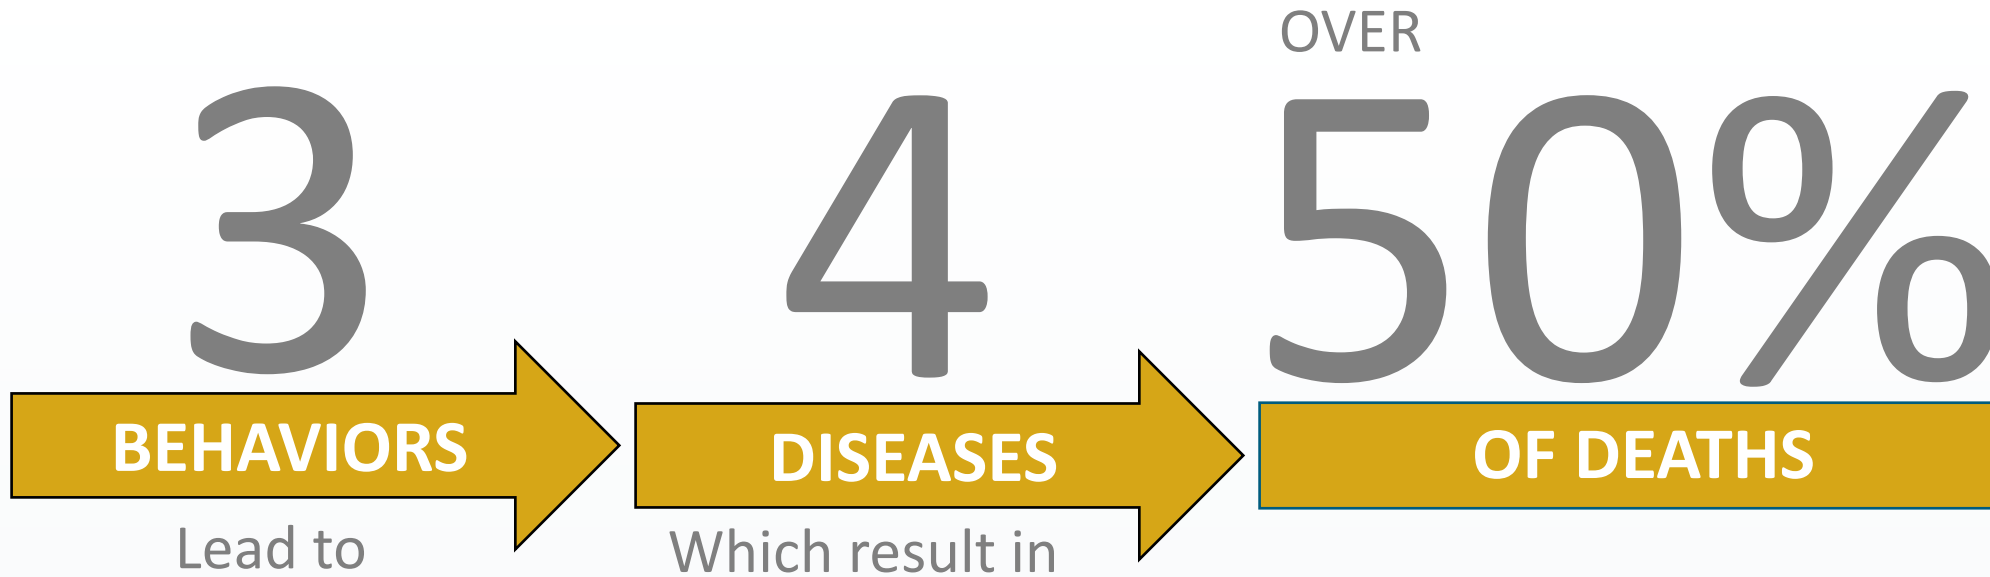 3
BEHAVIORS
Lead to
4
DISEASES
Which result in
OVER
50%
OF DEATHS